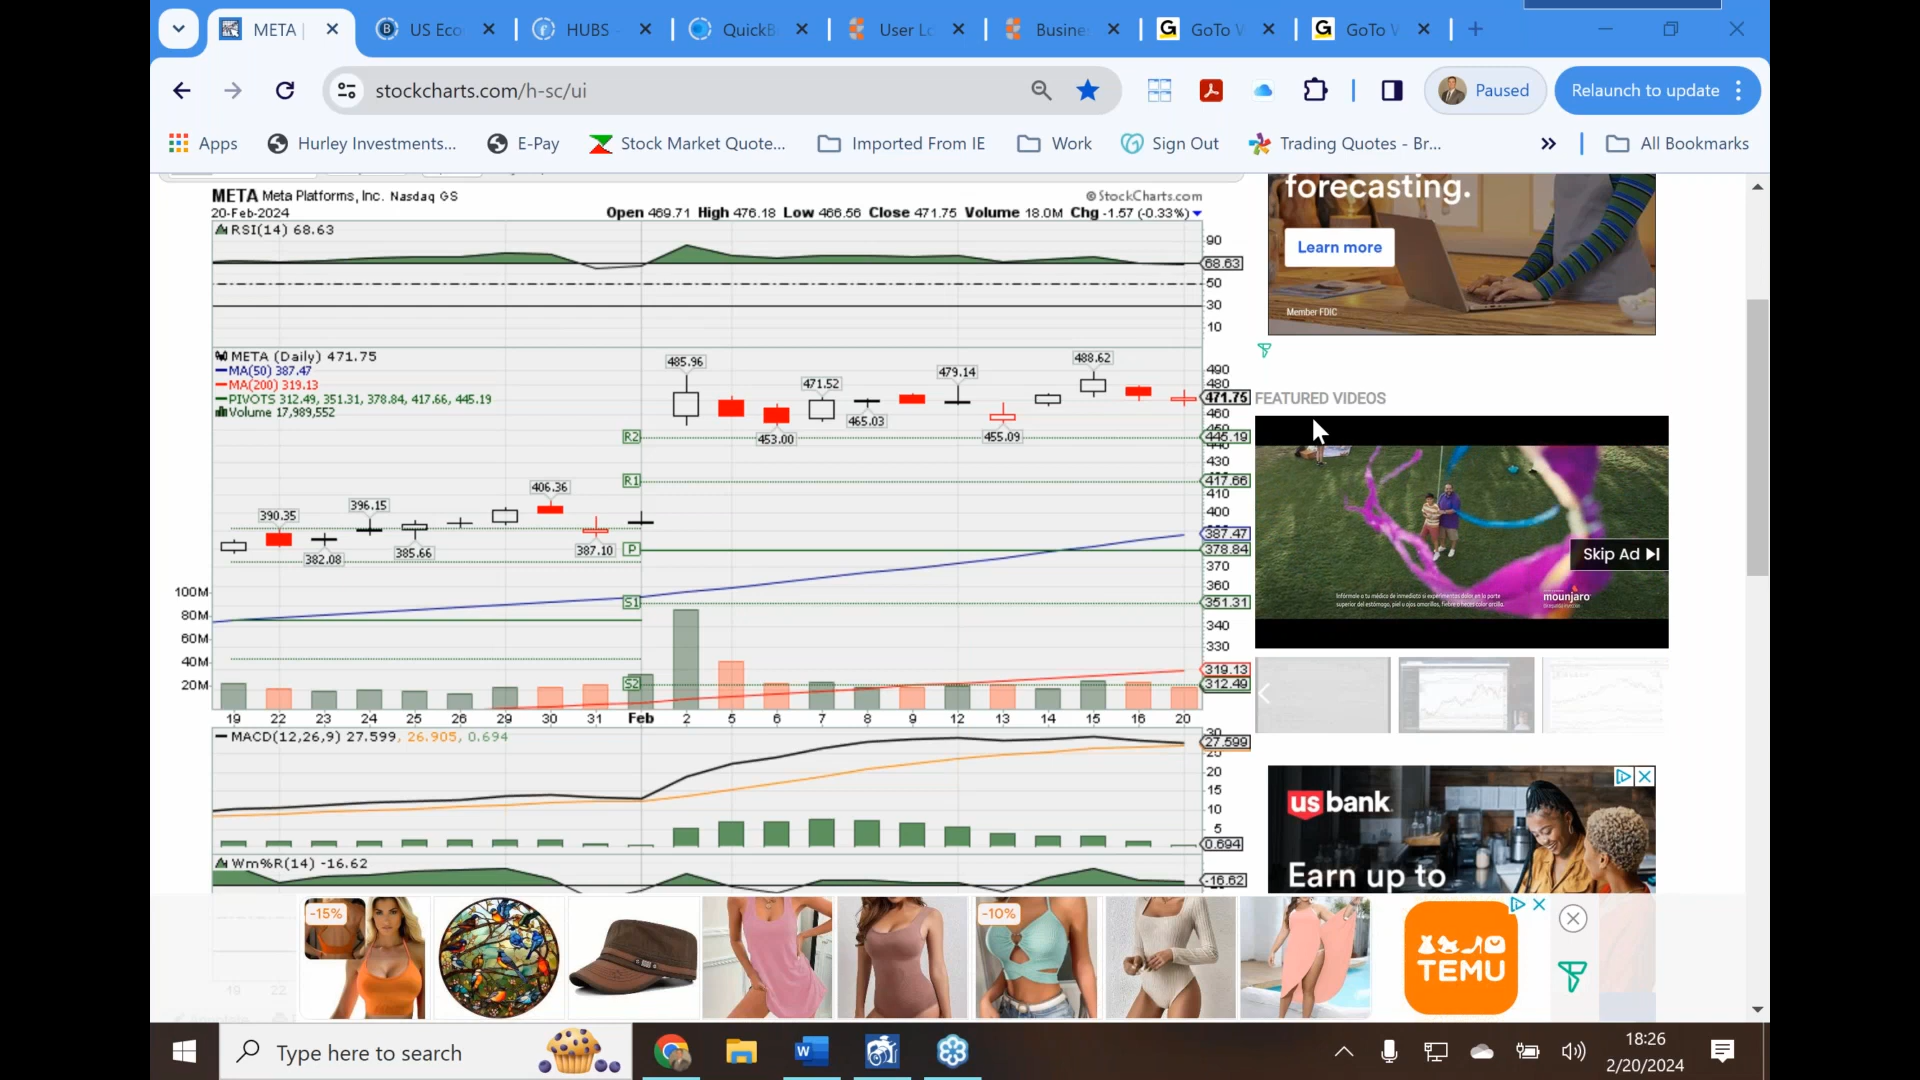 META |
US Eco
HUBS -
QuickB
User Lo
Busine
GoTo V
GoTo V
stockcharts.com/h-sc/ui
Paused
Relaunch to update
Apps
Hurley Investments...
E-Pay
Stock Market Quote...
Imported From IE
Work
Sign Out
Trading Quotes - Br...
All Bookmarks
META Meta Platforms, Inc. Nasdaq GS
© StockCharts.com
20-Feb-2024
Open 469.71 High 476.18 Low 466.56 Close 471.75 Volume 18.0M Chg -1.57 (-0.33%)
RSI(14) 68.63
90
68.63
50
30
10
META (Daily) 471.75
MA(50) 387.47
MA(200) 319.13
PIVOTS 312.49, 351.31, 378.84, 417.66, 445.19
Volume 17,989,552
485.96
471.52
479.14
488.62
453.00
465.03
455.09
406.36
390.35
396.15
382.08
385.66
387.10
R2
R1
P
S1
S2
490
480
471.75
460
445.19
430
417.66
410
400
387.47
378.84
370
360
351.31
340
330
319.13
312.49
100M
80M
60M
40M
20M
19 22 23 24 25 26 29 30 31 Feb 2 5 6 7 8 9 12 13 14 15 16 20
MACD(12,26,9) 27.599, 26.905, 0.694
30
27.599
25
20
15
10
5
0.694
Wm%R(14) -16.62
-16.62
19 22
forecasting.
Learn more
Member FDIC
FEATURED VIDEOS
Skip Ad
mounjaro
us bank
Earn up to
-15%
-10%
TEMU
Type here to search
18:26
2/20/2024